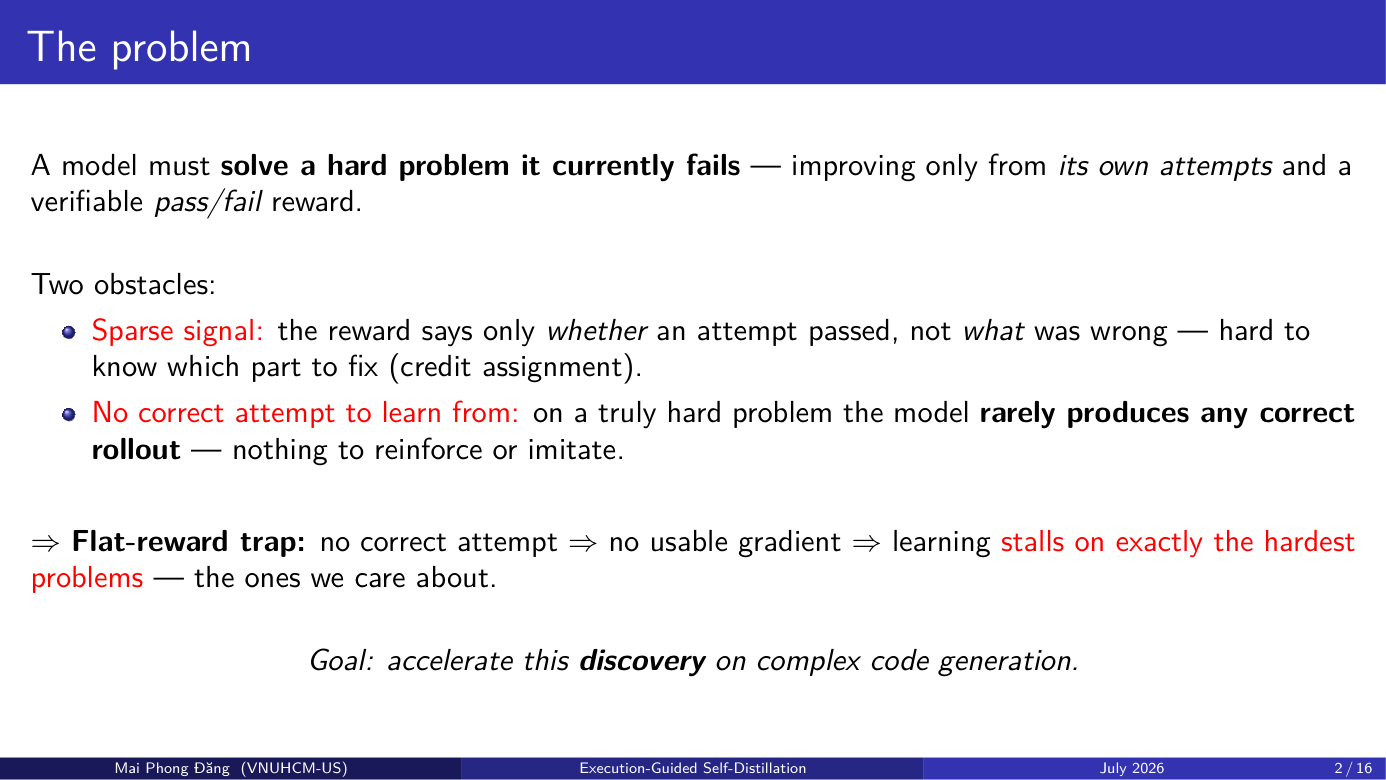 The problem
A model must solve a hard problem it currently fails — improving only from its own attempts and a
verifiable pass/fail reward.
Two obstacles:
Sparse signal: the reward says only whether an attempt passed, not what was wrong — hard to
know which part to fix (credit assignment).
No correct attempt to learn from: on a truly hard problem the model rarely produces any correct
rollout — nothing to reinforce or imitate.
⇒ Flat-reward trap: no correct attempt ⇒ no usable gradient ⇒ learning stalls on exactly the hardest
problems — the ones we care about.
Goal: accelerate this discovery on complex code generation.
Mai Phong Đăng (VNUHCM-US) Execution-Guided Self-Distillation July 2026 2 / 16